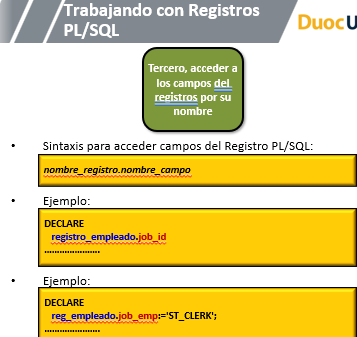 Trabajando con Registros
PL/SQL
DuocU
Tercero, acceder a
los campos del
registros por su
nombre
• Sintaxis para acceder campos del Registro PL/SQL:
nombre_registro.nombre_campo
• Ejemplo:
DECLARE
registro_empleado.job_id
.......................
• Ejemplo:
DECLARE
reg_empleado.job_emp:='ST_CLERK';
.......................